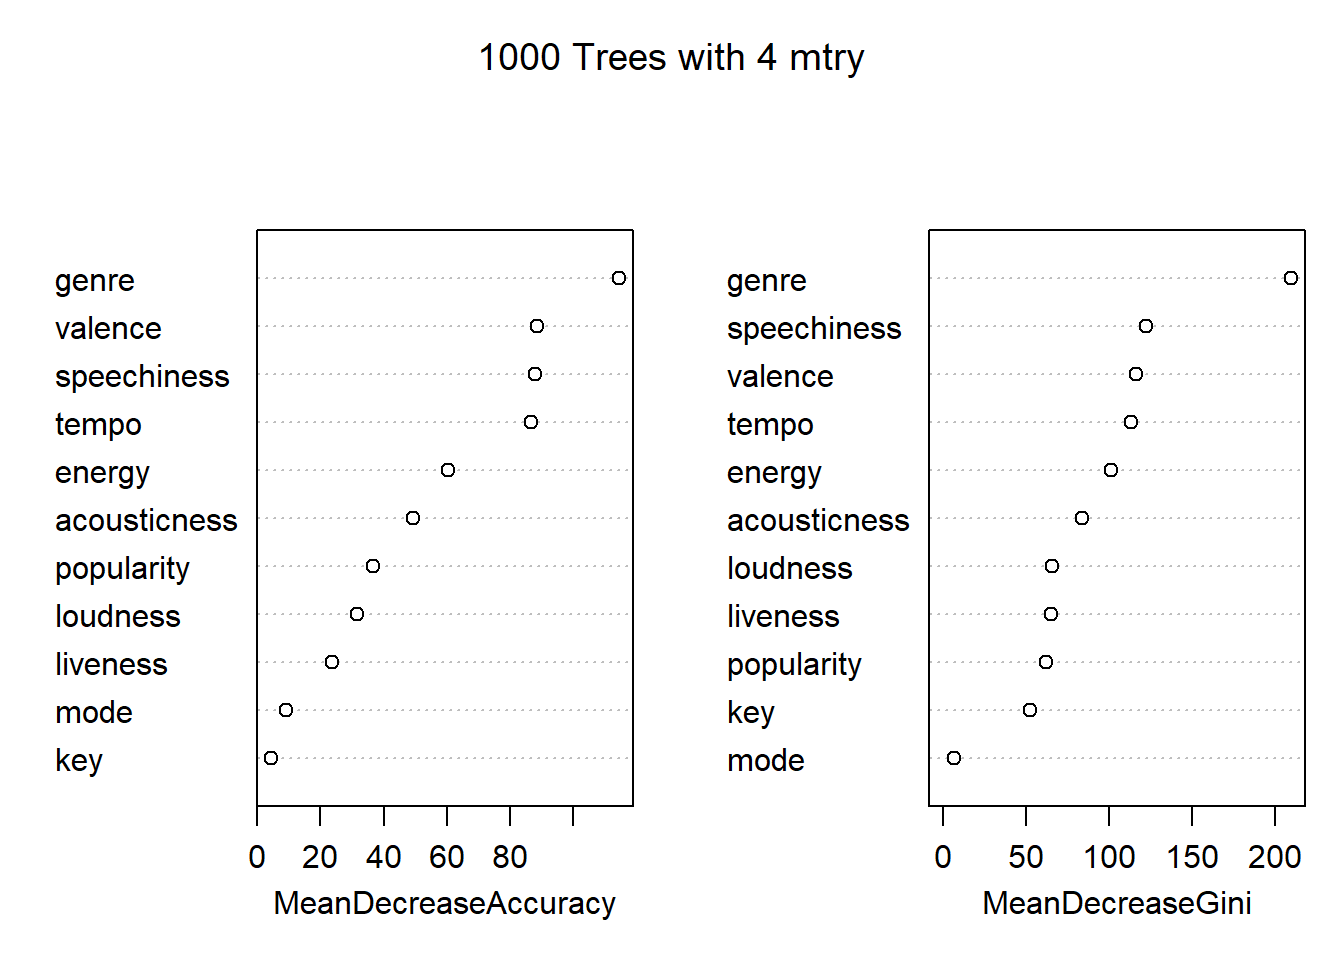 1000 Trees with 4 mtry
genre
valence
speechiness
tempo
energy
acousticness
popularity
loudness
liveness
mode
key
0 20 40 60 80
MeanDecreaseAccuracy
genre
speechiness
valence
tempo
energy
acousticness
loudness
liveness
popularity
key
mode
0 50 100 150 200
MeanDecreaseGini